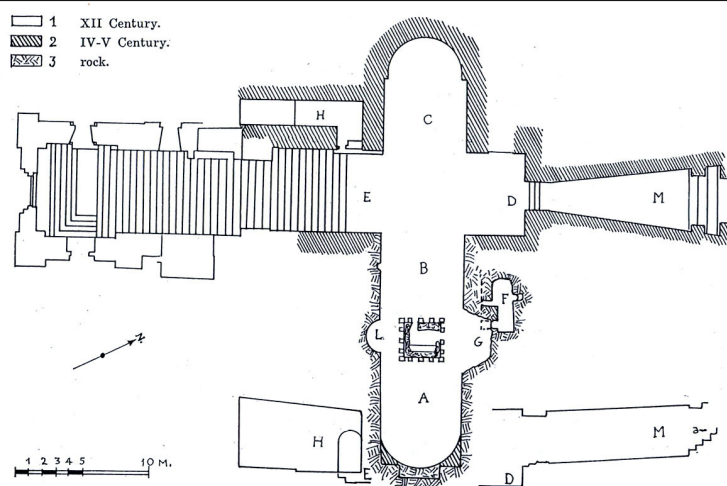 1 XII Century.
2 IV-V Century.
3 rock.
H
C
E
D
M
B
F
L
G
A
N
H
M
E
D
1 2 3 4 5 10 M.